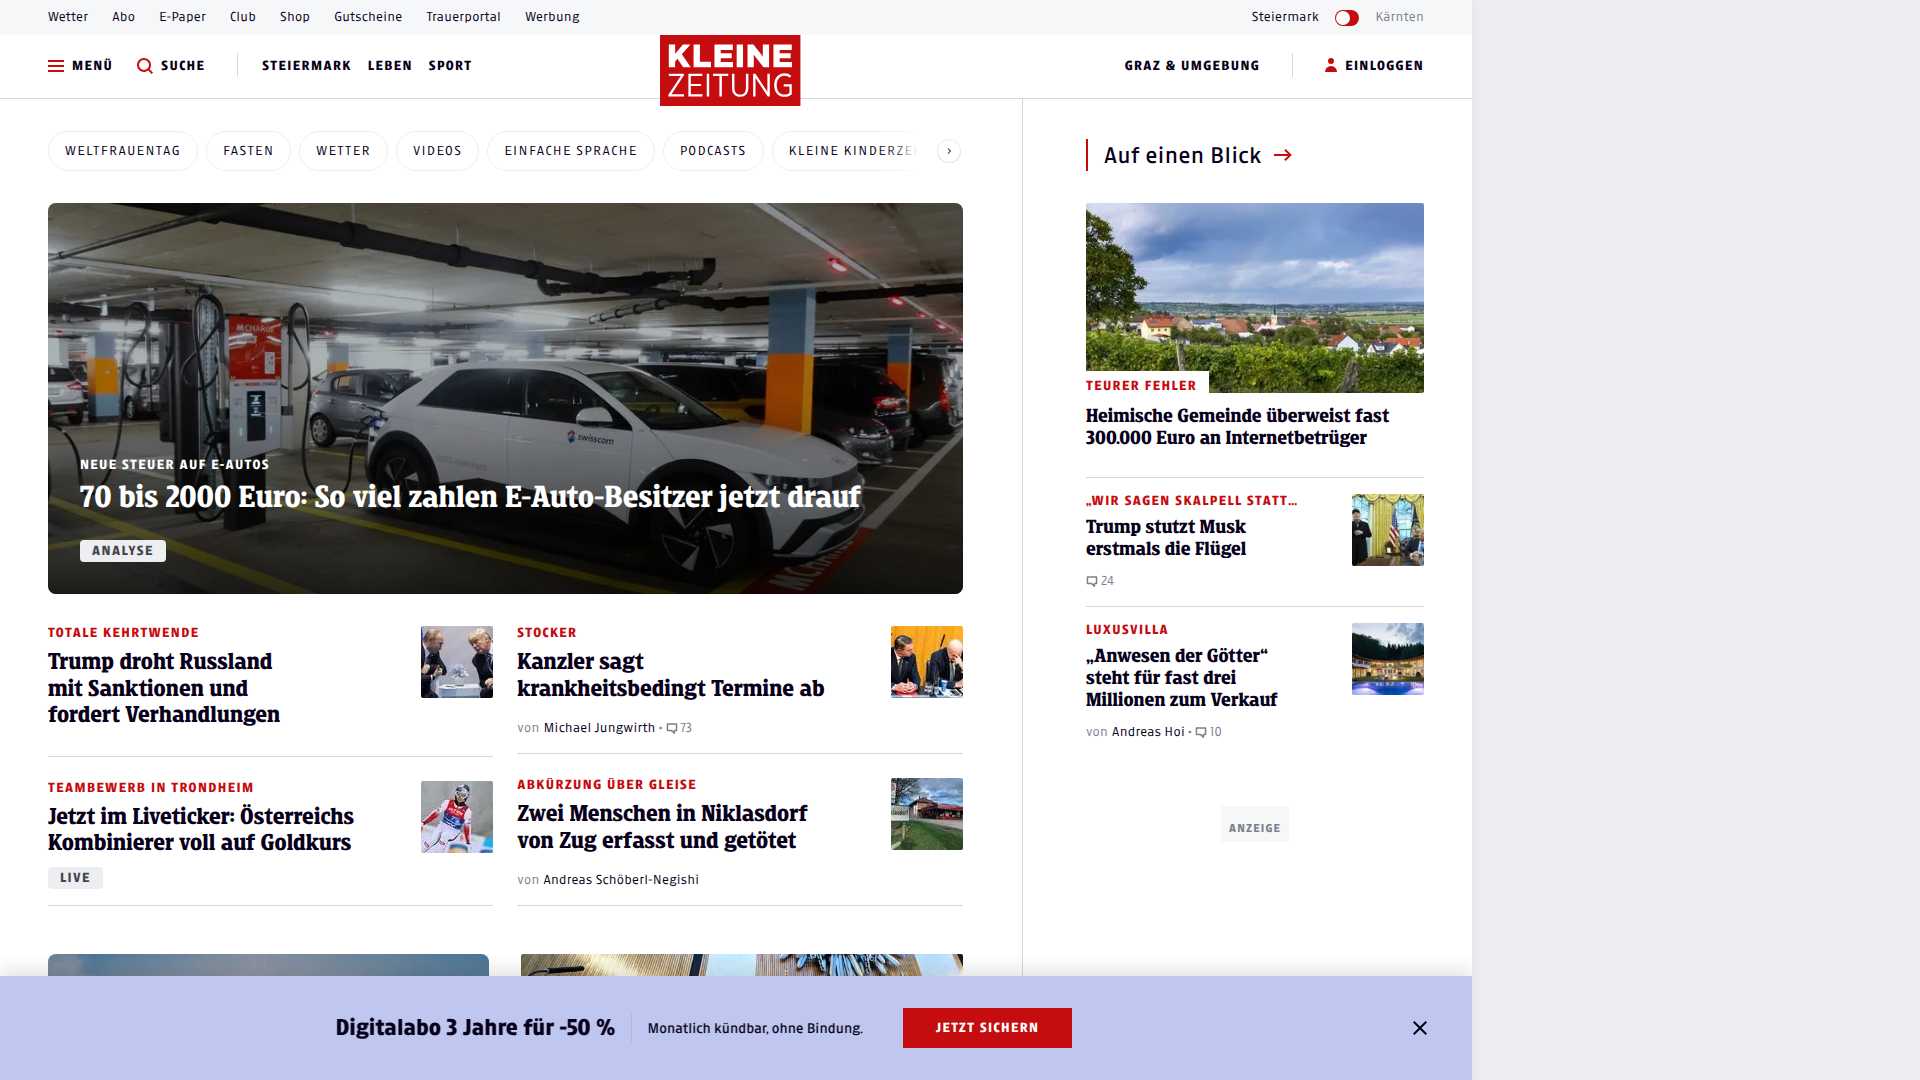 Wetter Abo E-Paper Club Shop Gutscheine Trauerportal Werbung Steiermark Kärnten
MENÜ SUCHE STEIERMARK LEBEN SPORT KLEINE ZEITUNG GRAZ & UMGEBUNG EINLOGGEN
WELTFRAUENTAG FASTEN WETTER VIDEOS EINFACHE SPRACHE PODCASTS KLEINE KINDERZE
NEUE STEUER AUF E-AUTOS
70 bis 2000 Euro: So viel zahlen E-Auto-Besitzer jetzt drauf
ANALYSE
swisscom
TOTALE KEHRTWENDE
Trump droht Russland
mit Sanktionen und
fordert Verhandlungen
STOCKER
Kanzler sagt
krankheitsbedingt Termine ab
von Michael Jungwirth • 73
TEAMBEWERB IN TRONDHEIM
Jetzt im Liveticker: Österreichs
Kombinierer voll auf Goldkurs
LIVE
ABKÜRZUNG ÜBER GLEISE
Zwei Menschen in Niklasdorf
von Zug erfasst und getötet
von Andreas Schöberl-Negishi
Auf einen Blick
TEURER FEHLER
Heimische Gemeinde überweist fast
300.000 Euro an Internetbetrüger
„WIR SAGEN SKALPELL STATT...
Trump stutzt Musk
erstmals die Flügel
24
LUXUSVILLA
„Anwesen der Götter“
steht für fast drei
Millionen zum Verkauf
von Andreas Hoi • 10
ANZEIGE
Digitalabo 3 Jahre für -50 % Monatlich kündbar, ohne Bindung. JETZT SICHERN